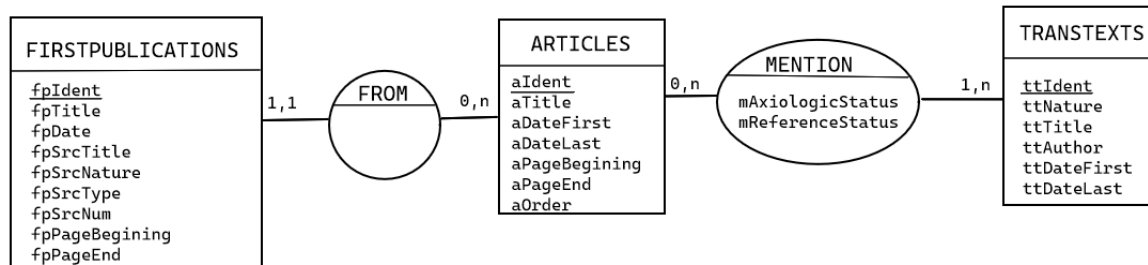 FIRSTPUBLICATIONS
fpIdent
fpTitle
fpDate
fpSrcTitle
fpSrcNature
fpSrcType
fpSrcNum
fpPageBegining
fpPageEnd
1,1
FROM
0,n
ARTICLES
aIdent
aTitle
aDateFirst
aDateLast
aPageBegining
aPageEnd
aOrder
0,n
MENTION
mAxiologicStatus
mReferenceStatus
1,n
TRANSTEXTS
ttIdent
ttNature
ttTitle
ttAuthor
ttDateFirst
ttDateLast